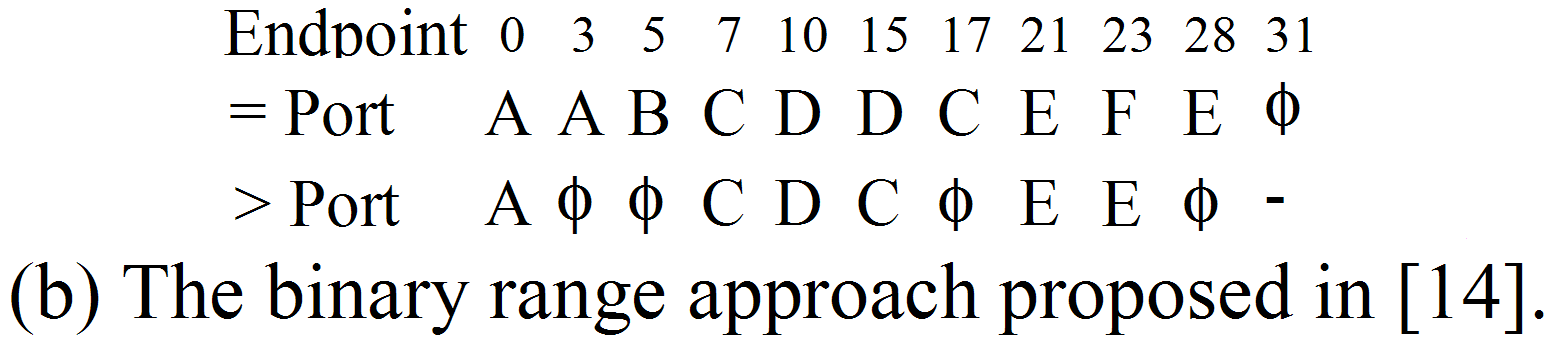 Endpoint 0 3 5 7 10 15 17 21 23 28 31
= Port A A B C D D C E F E ϕ
> Port A ϕ ϕ C D C ϕ E E ϕ -
(b) The binary range approach proposed in [14].